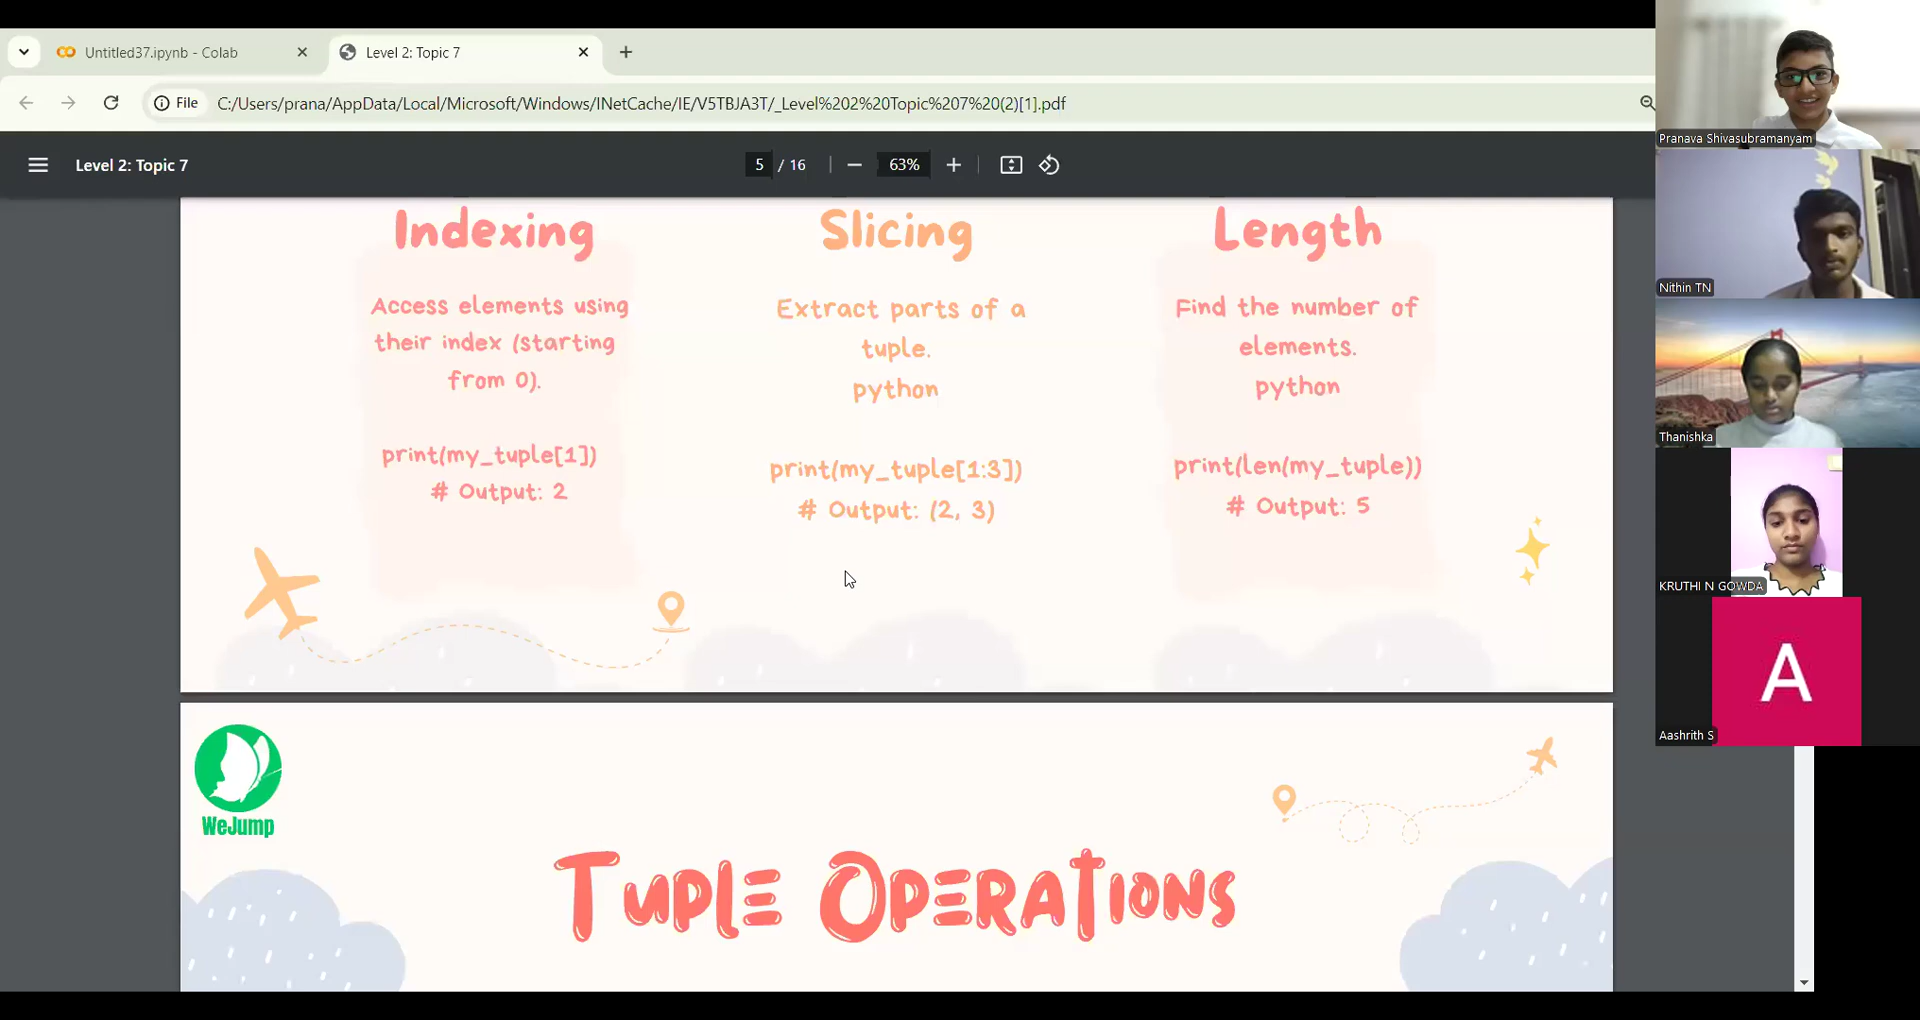 Untitled37.ipynb - Colab
Level 2: Topic 7
File
C:/Users/prana/AppData/Local/Microsoft/Windows/INetCache/IE/V5TBJA3T/_Level%202%20Topic%207%20(2)[1].pdf
Level 2: Topic 7
5 / 16
63%
Indexing
Access elements using
their index (starting
from 0).
print(my_tuple[1])
# Output: 2
Slicing
Extract parts of a
tuple.
python
print(my_tuple[1:3])
# Output: (2, 3)
Length
Find the number of
elements.
python
print(len(my_tuple))
# Output: 5
WeJump
TUPLE OPERATIONS
Pranava Shivasubramanyam
Nithin TN
Thanishka
KRUTHI N GOWDA
A
Aashrith S